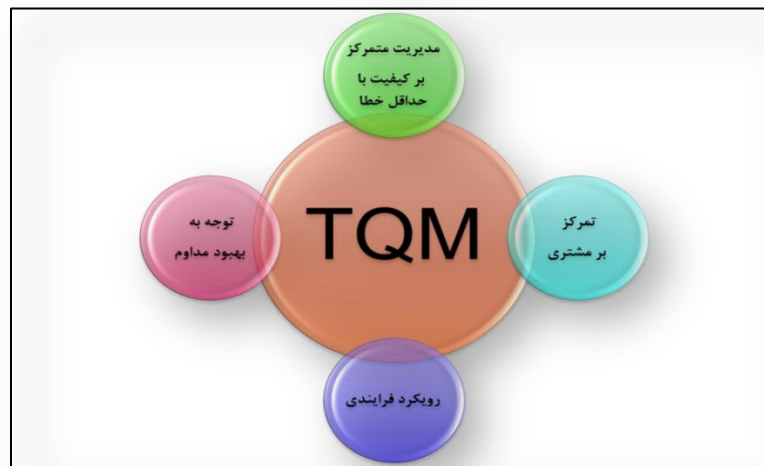 مدیریت متمرکز
بر کیفیت با
حداقل خطا
TQM
تمرکز
بر مشتری
توجه به
بهبود مداوم
رویکرد فرایندی